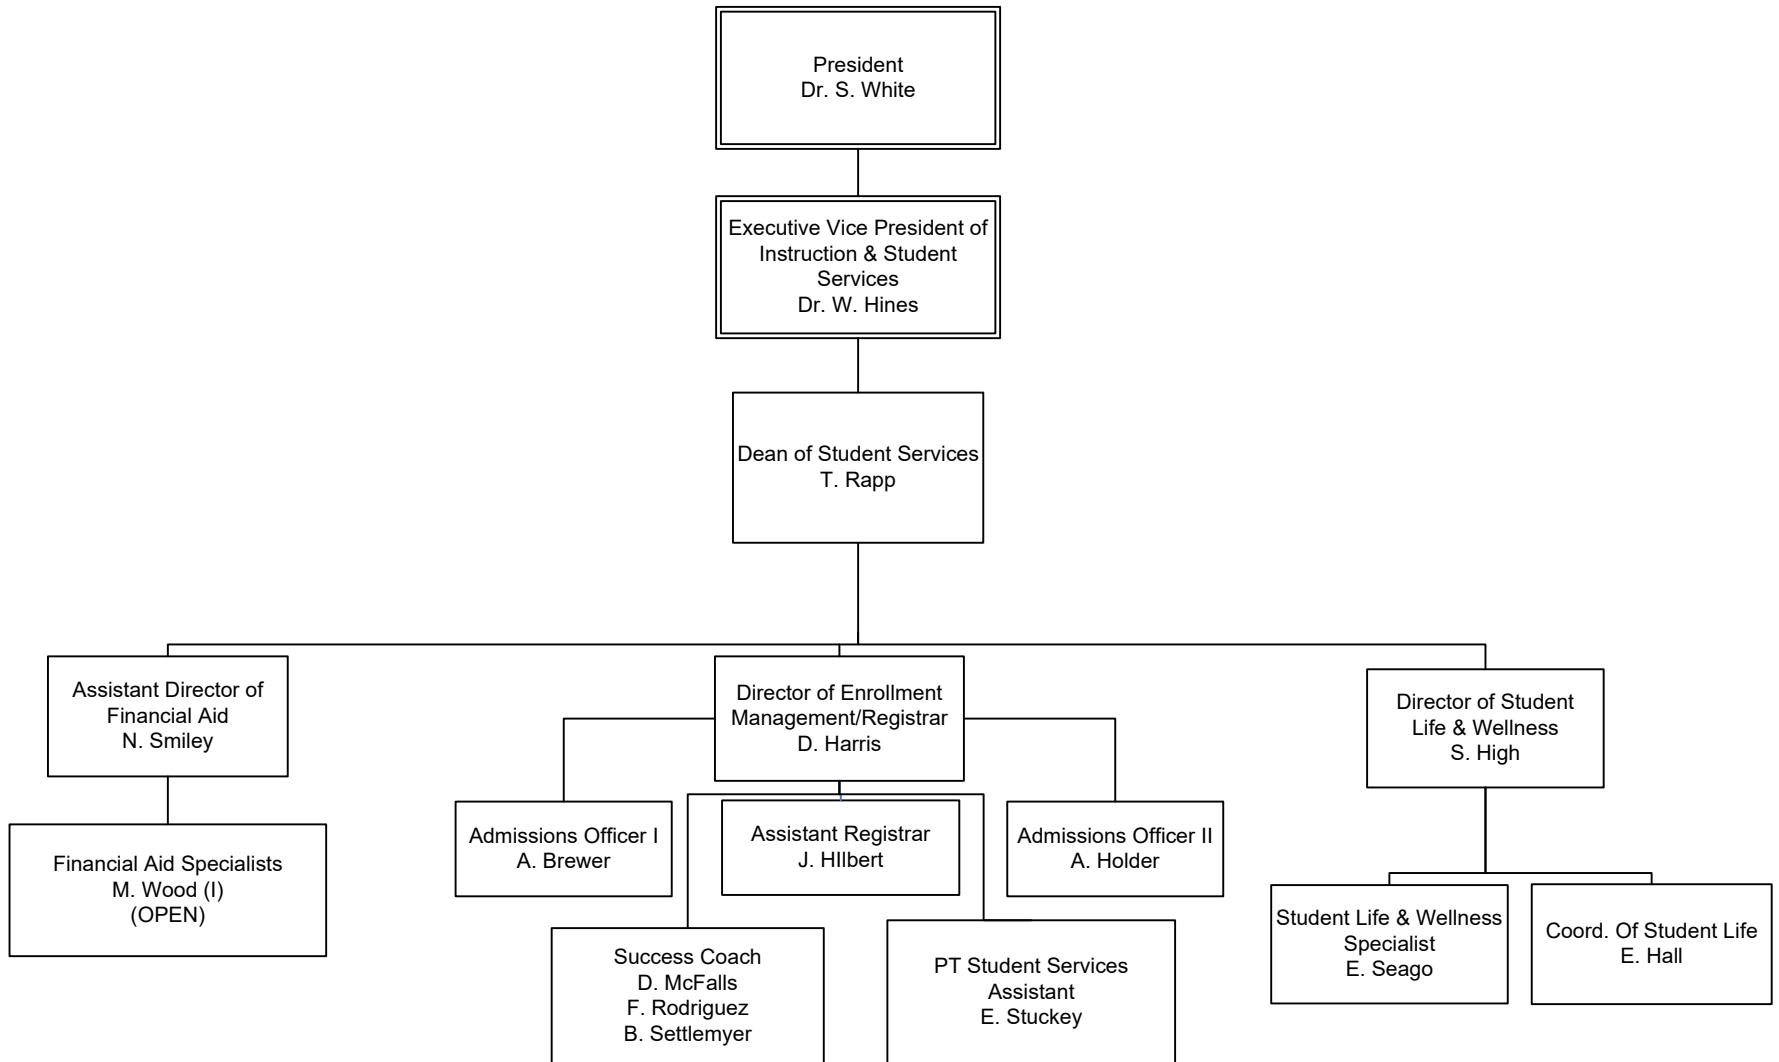 President
Dr. S. White
Executive Vice President of
Instruction & Student
Services
Dr. W. Hines
Dean of Student Services
T. Rapp
Assistant Director of
Financial Aid
N. Smiley
Director of Enrollment
Management/Registrar
D. Harris
Director of Student
Life & Wellness
S. High
Financial Aid Specialists
M. Wood (I)
(OPEN)
Admissions Officer I
A. Brewer
Assistant Registrar
J. HIlbert
Admissions Officer II
A. Holder
Success Coach
D. McFalls
F. Rodriguez
B. Settlemyer
PT Student Services
Assistant
E. Stuckey
Student Life & Wellness
Specialist
E. Seago
Coord. Of Student Life
E. Hall